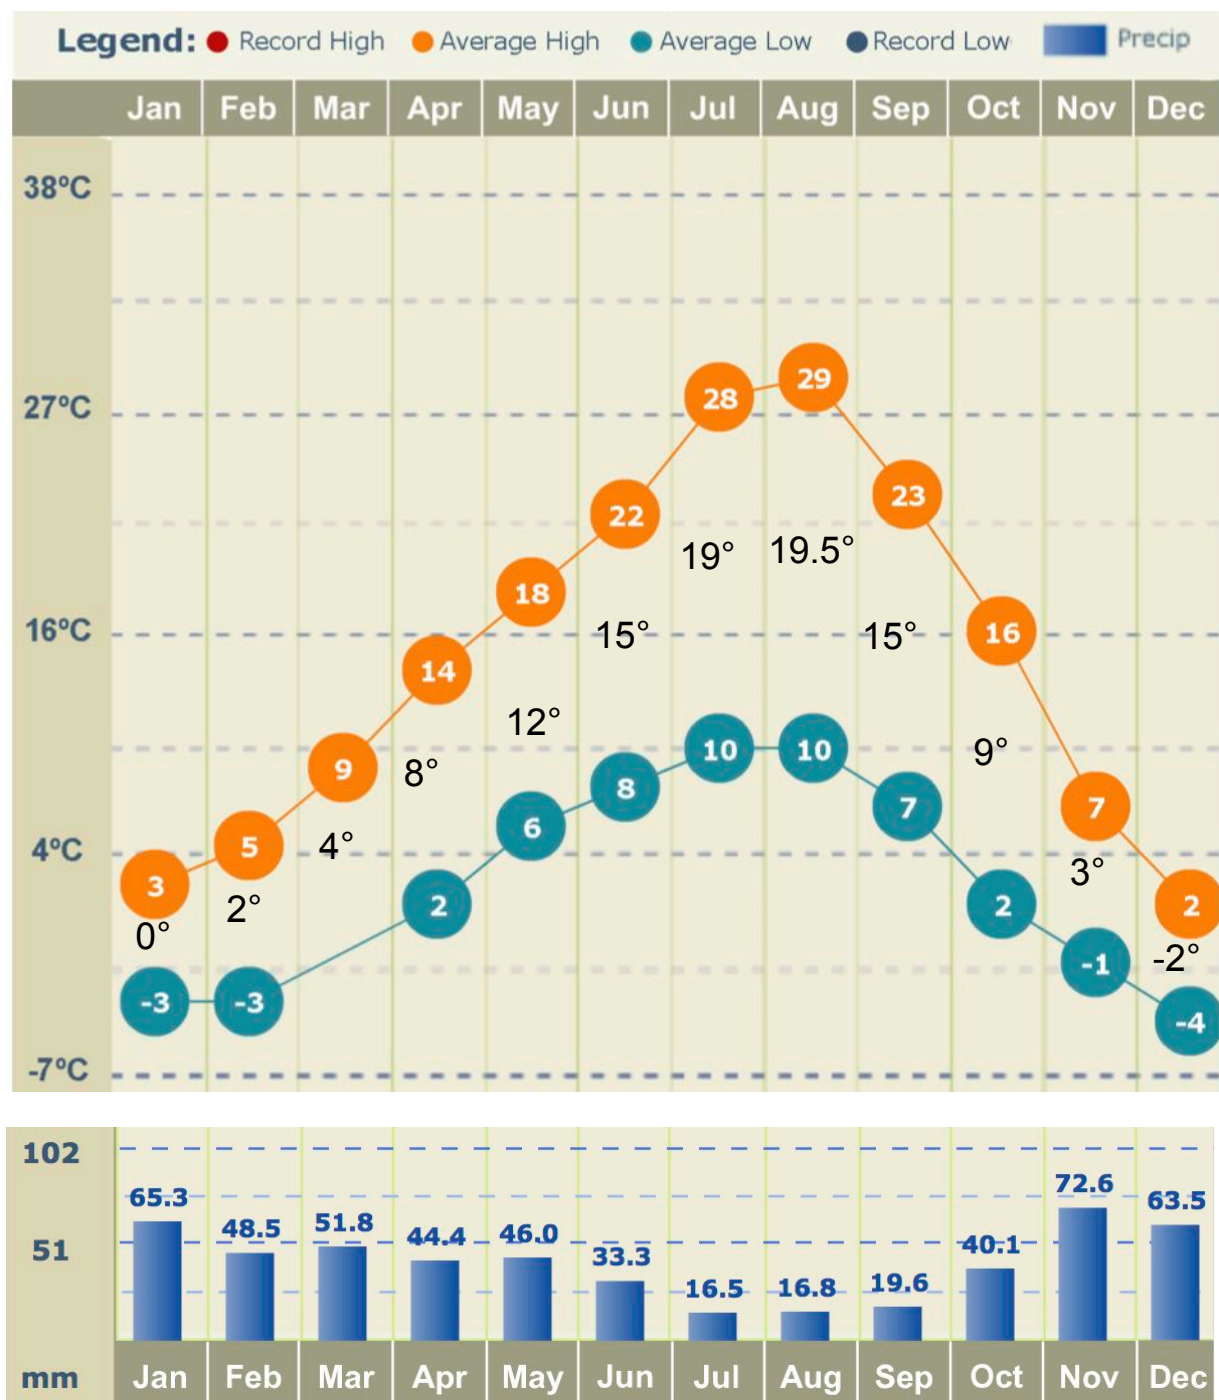 Legend: Record High Average High Average Low Record Low Precip
Jan Feb Mar Apr May Jun Jul Aug Sep Oct Nov Dec
38°C
27°C
29
28
23
22
19° 19.5°
18
16°C
15° 15° 16
14
12°
10 10
9°
9
8°
8
7 7
6
4°C
4°
5
3°
3
2 2 2
2°
0°
-2°
-1
-3 -3
-4
-7°C
102
65.3 48.5 51.8 44.4 46.0 33.3 16.5 16.8 19.6 40.1 72.6 63.5
51
mm Jan Feb Mar Apr May Jun Jul Aug Sep Oct Nov Dec